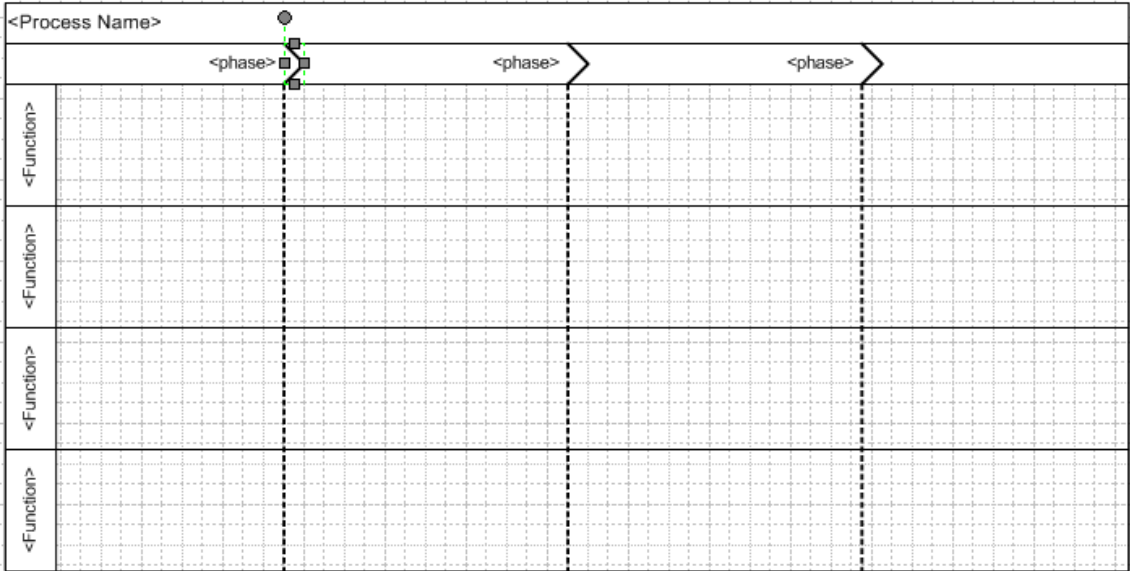 <Process Name>
<phase>
<phase>
<phase>
<Function>
<Function>
<Function>
<Function>